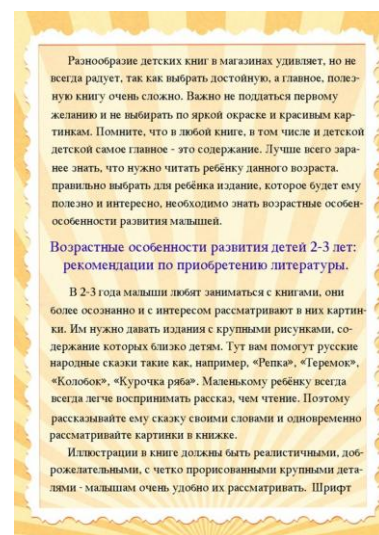 Разнообразие детских книг в магазинах удивляет, но не
всегда радует, так как выбрать достойную, а главное, полез-
ную книгу очень сложно. Важно не поддаться первому
желанию и не выбирать по яркой окраске и красивым кар-
тинкам. Помните, что в любой книге, в том числе и детской
детской самое главное - это содержание. Лучше всего зара-
нее знать, что нужно читать ребёнку данного возраста.
правильно выбрать для ребёнка издание, которое будет ему
полезно и интересно, необходимо знать возрастные особен-
особенности развития малышей.
Возрастные особенности развития детей 2-3 лет:
рекомендации по приобретению литературы.
В 2-3 года малыши любят заниматься с книгами, они
более осознанно и с интересом рассматривают в них картин-
ки. Им нужно давать издания с крупными рисунками, со-
держание которых близко детям. Тут вам помогут русские
народные сказки такие как, например, «Репка», «Теремок»,
«Колобок», «Курочка ряба». Маленькому ребёнку всегда
всегда легче воспринимать рассказ, чем чтение. Поэтому
рассказывайте ему сказку своими словами и одновременно
рассматривайте картинки в книжке.
Иллюстрации в книге должны быть реалистичными, доб-
рожелательными, с четко прорисованными крупными дета-
лями - малышам очень удобно их рассматривать. Шрифт